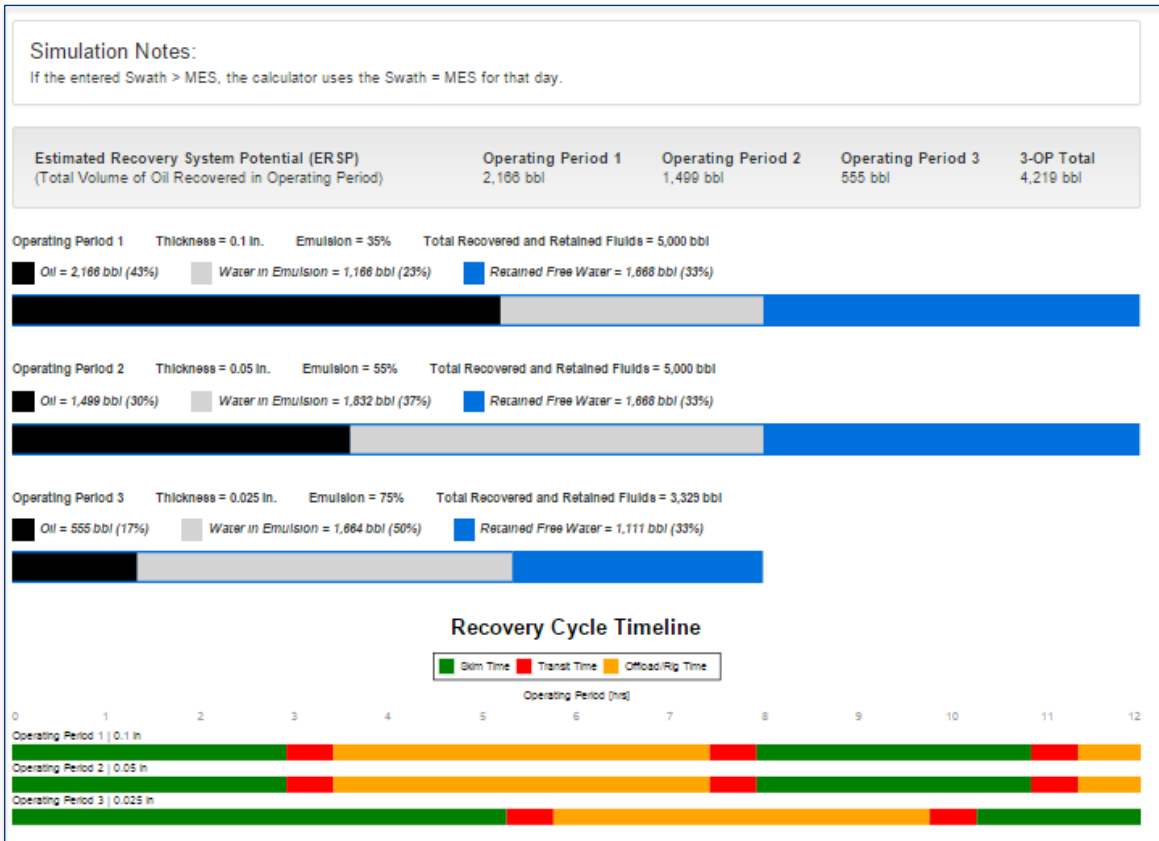 Simulation Notes:
If the entered Swath > MES, the calculator uses the Swath = MES for that day.
Estimated Recovery System Potential (ERSP) Operating Period 1 Operating Period 2 Operating Period 3 3-OP Total
(Total Volume of Oil Recovered in Operating Period) 2,166 bbl 1,499 bbl 555 bbl 4,219 bbl
Operating Period 1 Thickness = 0.1 in. Emulsion = 35% Total Recovered and Retained Fluids = 5,000 bbl
Oil = 2,166 bbl (43%) Water in Emulsion = 1,166 bbl (23%) Retained Free Water = 1,668 bbl (33%)
Operating Period 2 Thickness = 0.05 in. Emulsion = 55% Total Recovered and Retained Fluids = 5,000 bbl
Oil = 1,499 bbl (30%) Water in Emulsion = 1,832 bbl (37%) Retained Free Water = 1,668 bbl (33%)
Operating Period 3 Thickness = 0.025 in. Emulsion = 75% Total Recovered and Retained Fluids = 3,329 bbl
Oil = 555 bbl (17%) Water in Emulsion = 1,664 bbl (50%) Retained Free Water = 1,111 bbl (33%)
Recovery Cycle Timeline
Skim Time Transit Time Offload/Rig Time
Operating Period [hrs]
0 1 2 3 4 5 6 7 8 9 10 11 12
Operating Period 1 | 0.1 in
Operating Period 2 | 0.05 in
Operating Period 3 | 0.025 in